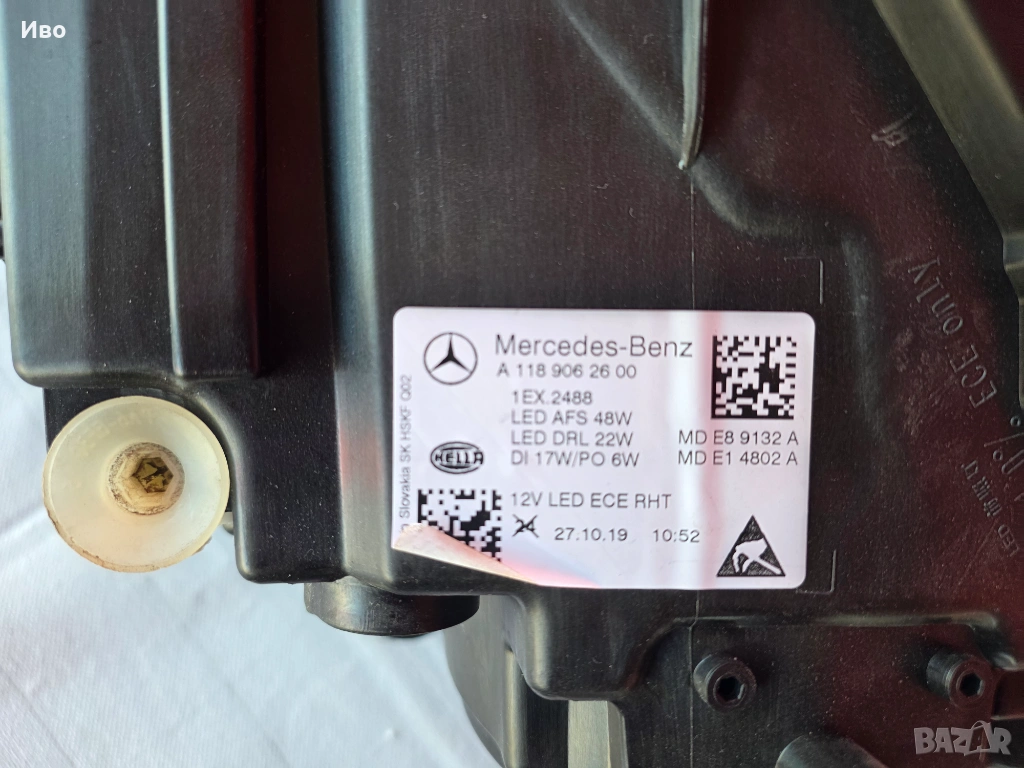 Иво
Mercedes-Benz
A 118 906 26 00
1EX.2488
LED AFS 48W
LED DRL 22W
DI 17W/PO 6W
MD E8 9132 A
MD E1 4802 A
HELLA
12V LED ECE RHT
27.10.19 10:52
Slovakia SK HSKF Q02
ECE ONLY
BAZAR